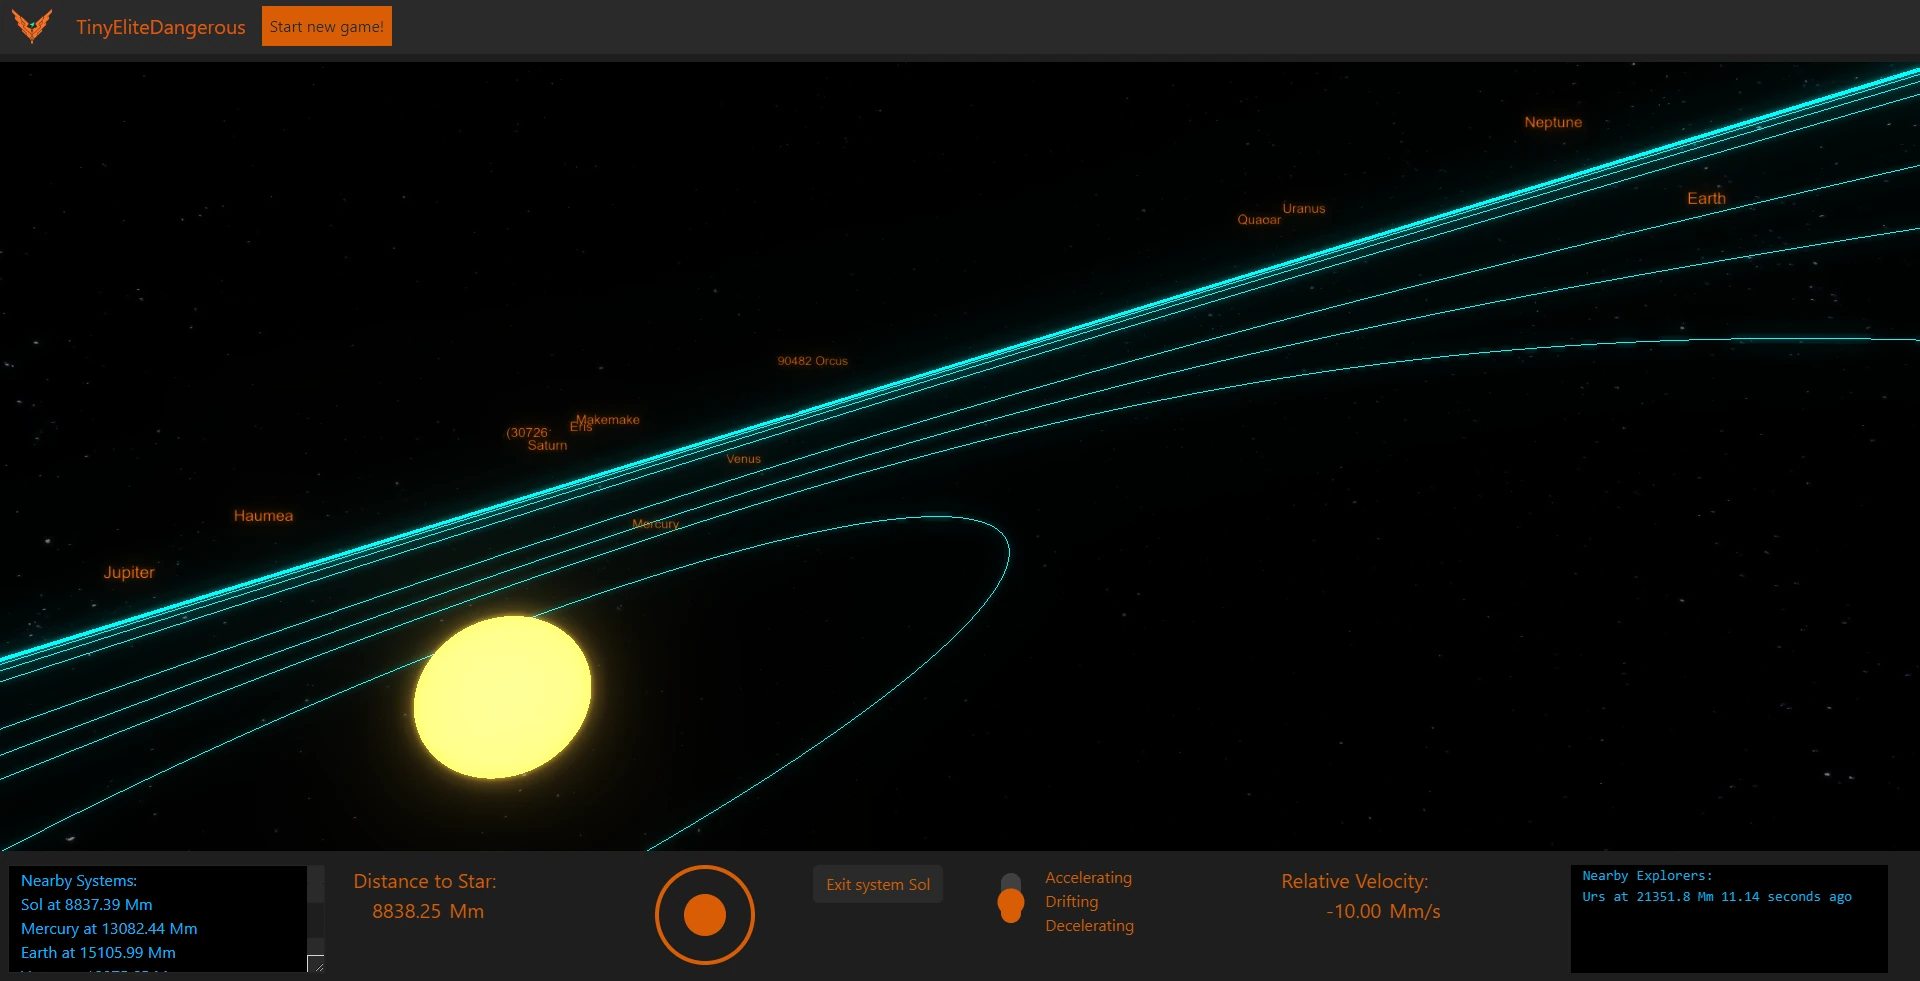 TinyEliteDangerous
Start new game!
Neptune
Earth
Uranus
Quaoar
90482 Orcus
Makemake
Eris
(30726
Saturn
Venus
Haumea
Mercury
Jupiter
Nearby Systems:
Sol at 8837.39 Mm
Mercury at 13082.44 Mm
Earth at 15105.99 Mm
Distance to Star:
8838.25 Mm
Exit system Sol
Accelerating
Drifting
Decelerating
Relative Velocity:
-10.00 Mm/s
Nearby Explorers:
Urs at 21351.8 Mm 11.14 seconds ago